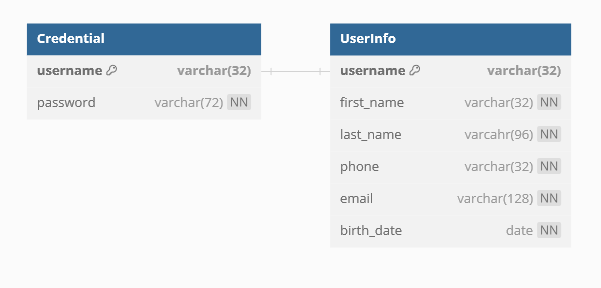 Credential
username varchar(32)
password varchar(72) NN
UserInfo
username varchar(32)
first_name varchar(32) NN
last_name varcahr(96) NN
phone varchar(32) NN
email varchar(128) NN
birth_date date NN